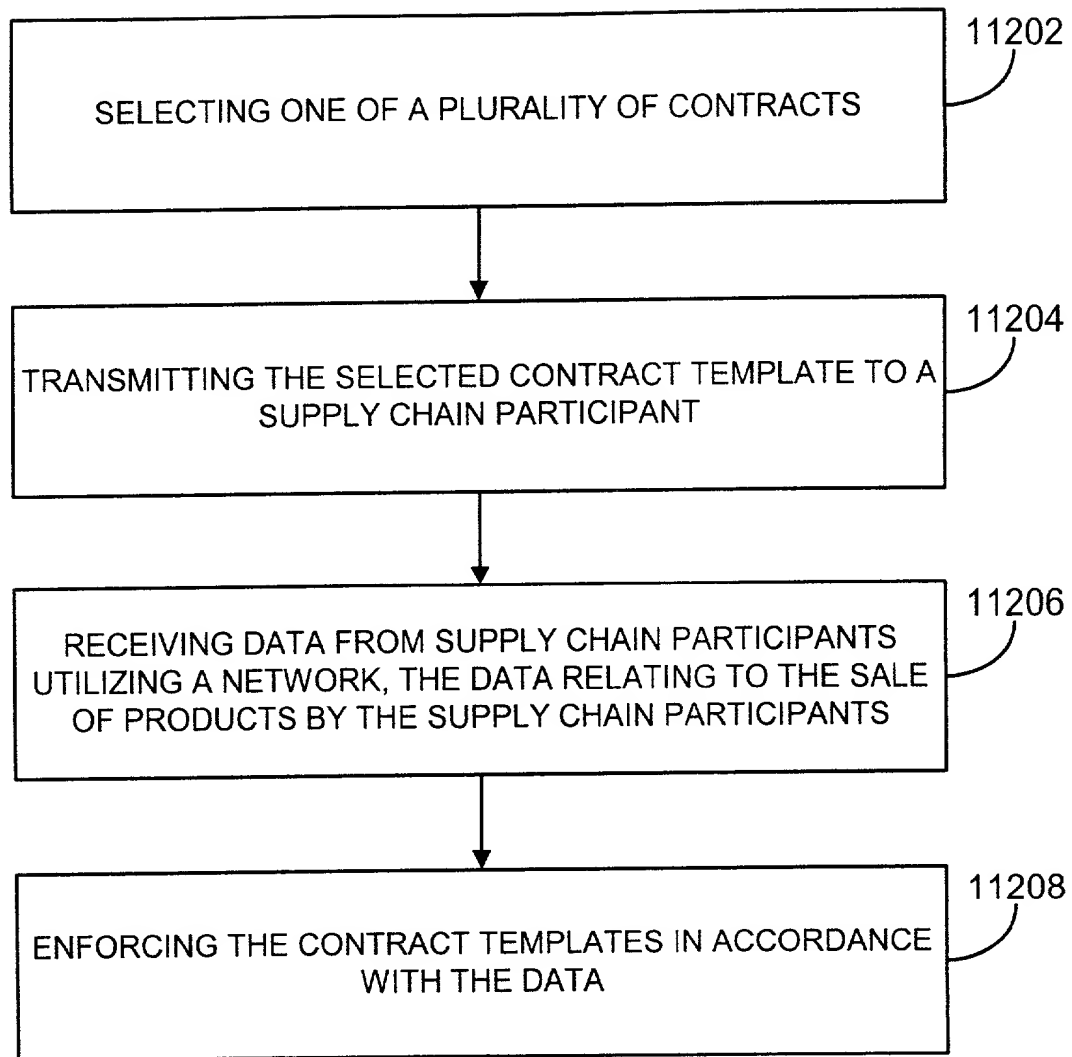 11202
SELECTING ONE OF A PLURALITY OF CONTRACTS
11204
TRANSMITTING THE SELECTED CONTRACT TEMPLATE TO A
SUPPLY CHAIN PARTICIPANT
11206
RECEIVING DATA FROM SUPPLY CHAIN PARTICIPANTS
UTILIZING A NETWORK, THE DATA RELATING TO THE SALE
OF PRODUCTS BY THE SUPPLY CHAIN PARTICIPANTS
11208
ENFORCING THE CONTRACT TEMPLATES IN ACCORDANCE
WITH THE DATA